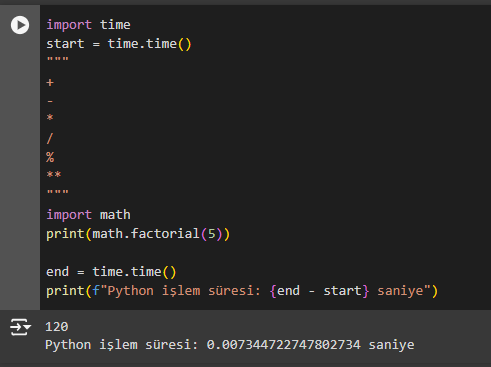 import time
start = time.time()
"""
+
-
*
/
%
**
"""
import math
print(math.factorial(5))
end = time.time()
print(f"Python işlem süresi: {end - start} saniye")
120
Python işlem süresi: 0.007344722747802734 saniye